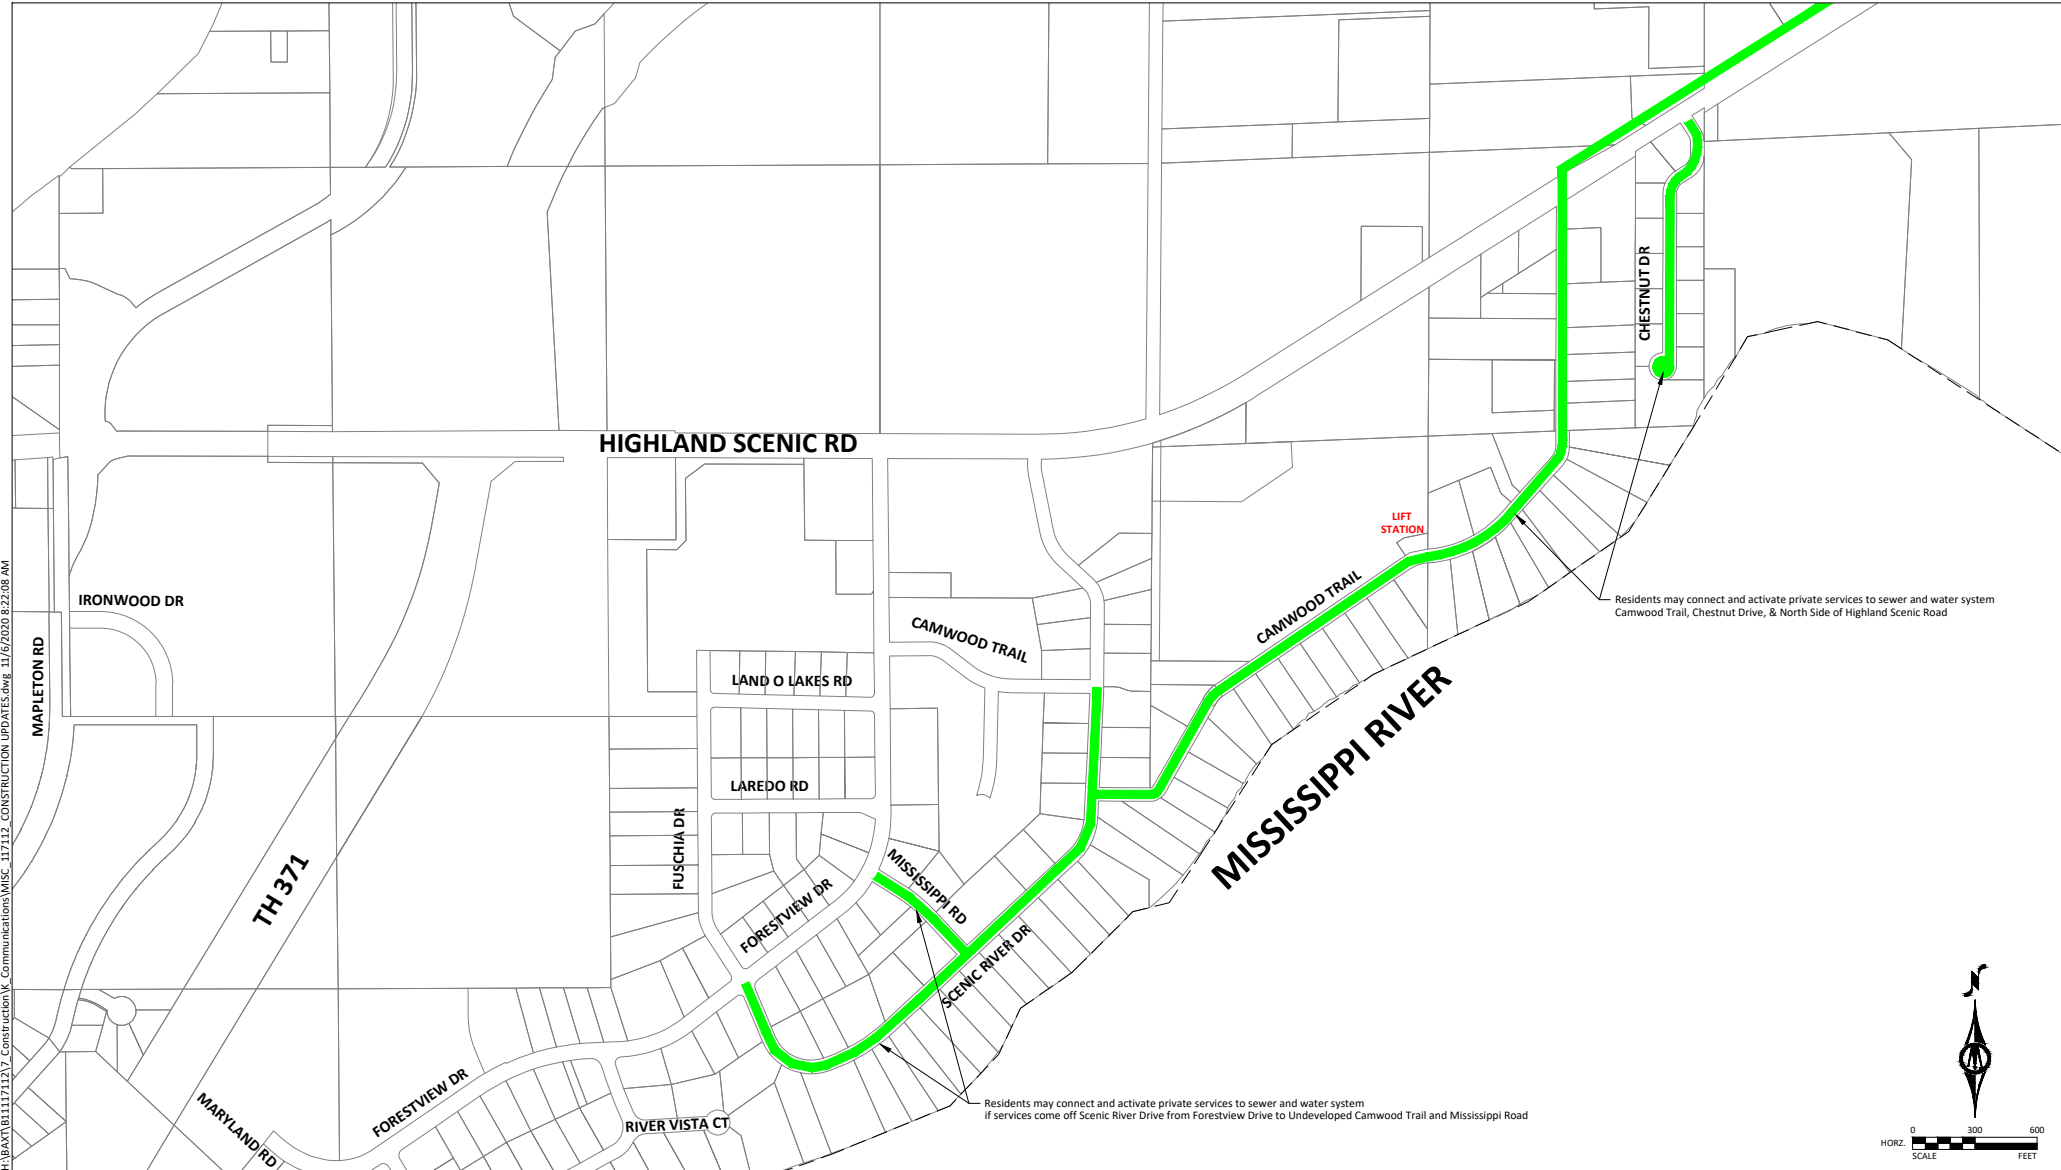 HIGHLAND SCENIC RD
CHESTNUT DR
LIFT
STATION
CAMWOOD TRAIL
Residents may connect and activate private services to sewer and water system
Camwood Trail, Chestnut Drive, & North Side of Highland Scenic Road
IRONWOOD DR
MAPLETON RD
CAMWOOD TRAIL
LAND O LAKES RD
LAREDO RD
FUSCHIA DR
MISSISSIPPI RIVER
TH 371
MISSISSIPPI RD
FORESTVIEW DR
SCENIC RIVER DR
FORESTVIEW DR
MARYLAND RD
RIVER VISTA CT
Residents may connect and activate private services to sewer and water system
if services come off Scenic River Drive from Forestview Drive to Undeveloped Camwood Trail and Mississippi Road
N
0 300 600
HORZ.
SCALE FEET
H:\BAXT\B11117112\7_Construction\K_Communications\MISC_117112_CONSTRUCTION UPDATES.dwg 11/6/2020 8:22:08 AM